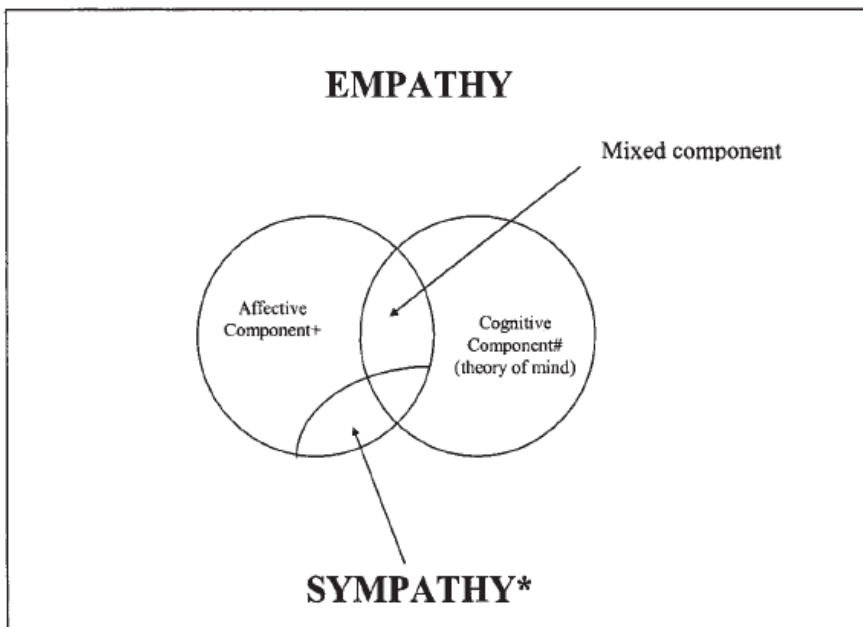 EMPATHY
Mixed component
Affective
Component+
Cognitive
Component#
(theory of mind)
SYMPATHY*